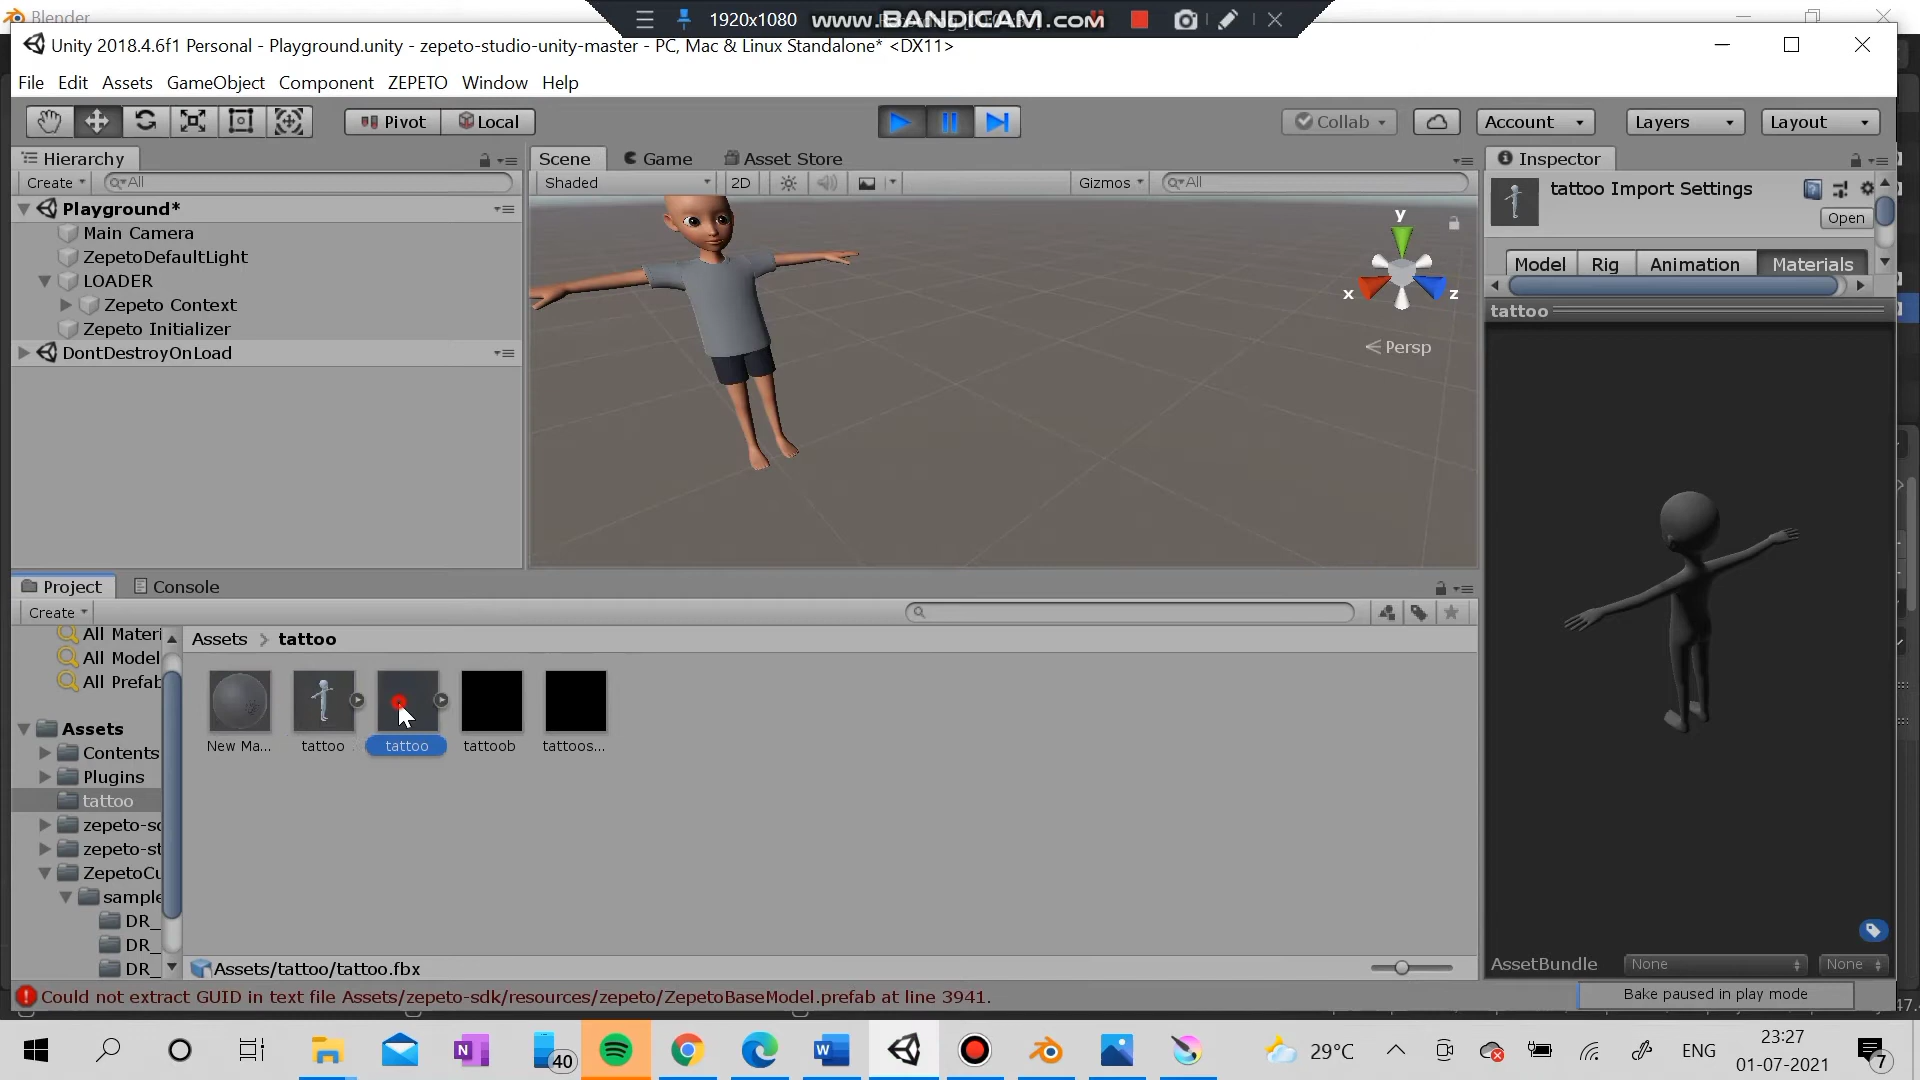 Blender
1920x1080 www.BANDICAM.com
Unity 2018.4.6f1 Personal - Playground.unity - zepeto-studio-unity-master - PC, Mac & Linux Standalone* <DX11>
File Edit Assets GameObject Component ZEPETO Window Help
Pivot Local Collab Account Layers Layout
Hierarchy Scene Game Asset Store Inspector
Create All Shaded 2D Gizmos All
tattoo Import Settings
Open
Playground*
Main Camera
ZepetoDefaultLight
LOADER
Zepeto Context
Zepeto Initializer
DontDestroyOnLoad
y
x z
Persp
Model Rig Animation Materials
tattoo
Project Console
Create
All Materi
All Model
All Prefab
Assets
Contents
Plugins
tattoo
zepeto-sd
zepeto-st
ZepetoCu
sample
DR_
DR_
DR_
Assets > tattoo
New Ma... tattoo tattoo tattoob tattoos...
Assets/tattoo/tattoo.fbx
AssetBundle None None
Could not extract GUID in text file Assets/zepeto-sdk/resources/zepeto/ZepetoBaseModel.prefab at line 3941.
Bake paused in play mode
40
29°C
ENG
23:27
01-07-2021
7